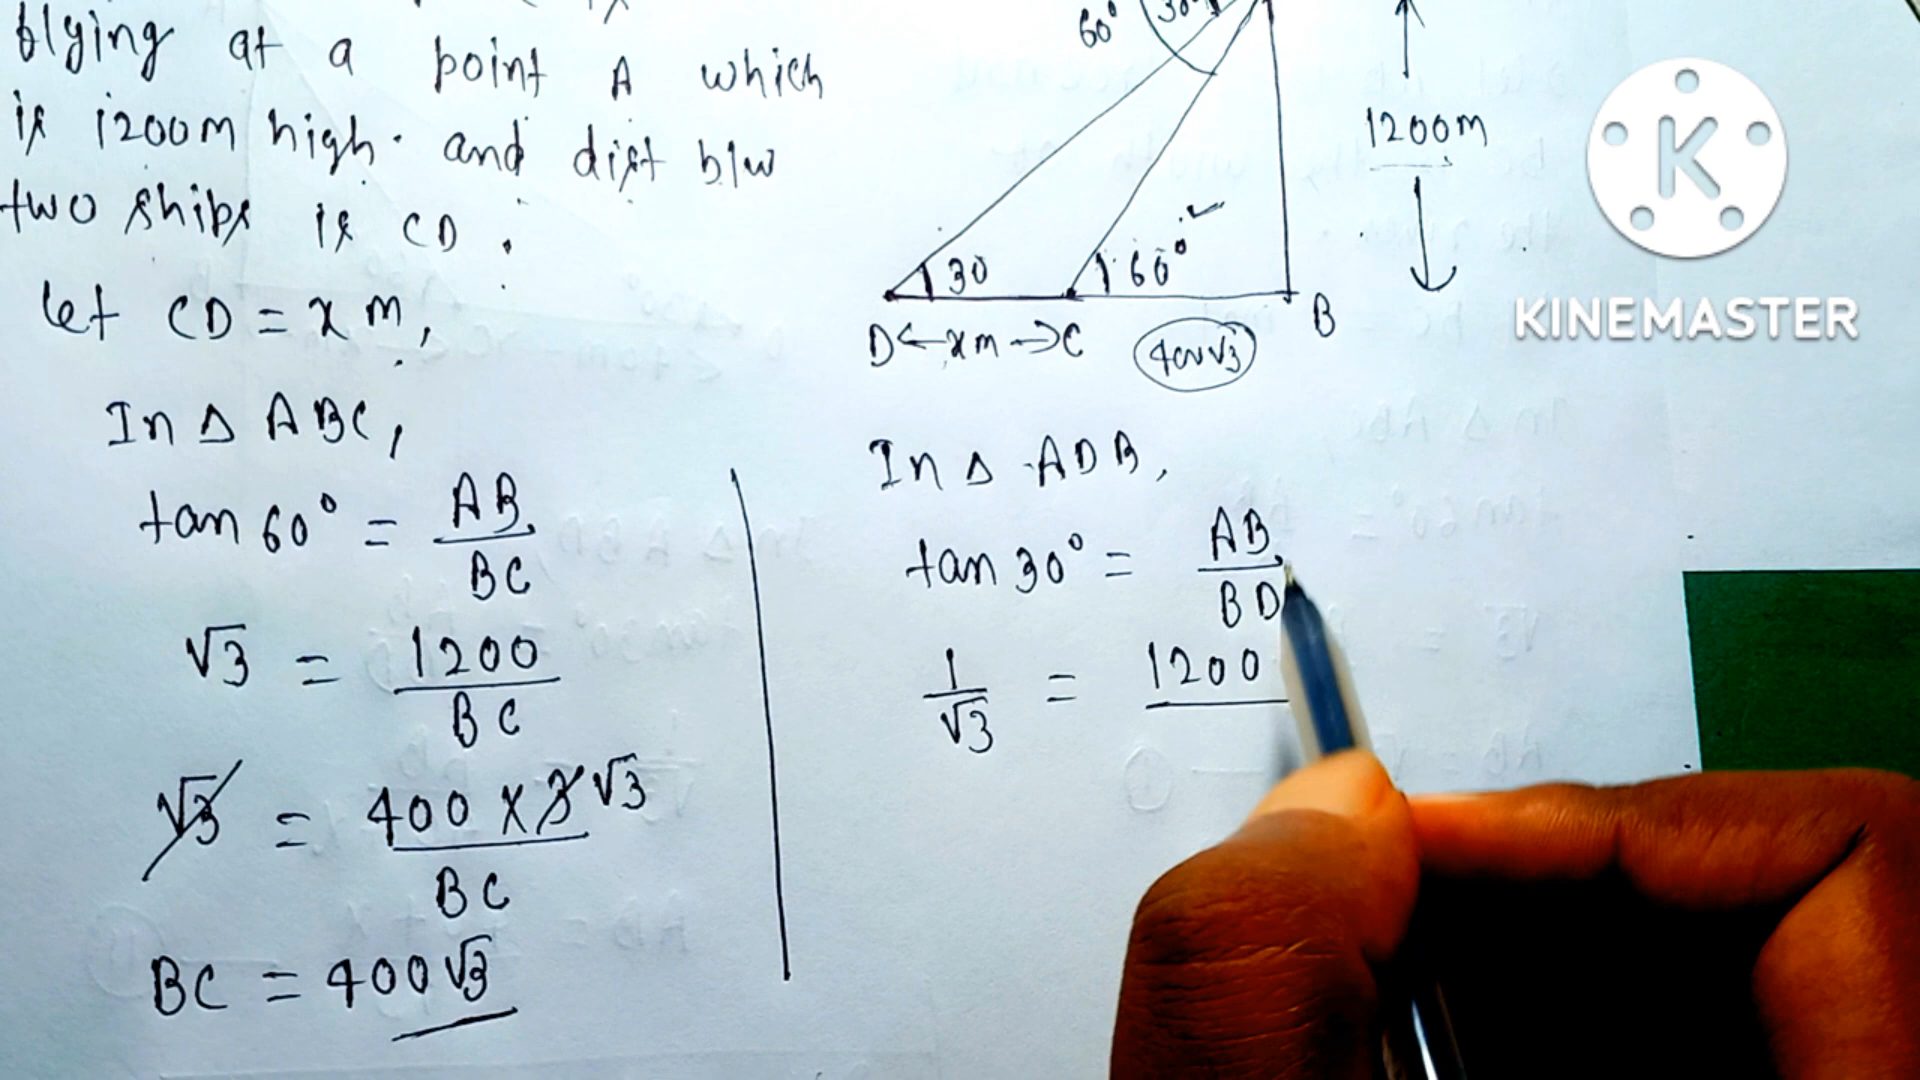 flying at a point A which
is 1200m high. and dist b/w
two ships is CD.
let CD = x m,
In Δ ABC,
tan 60° = AB/BC
√3 = 1200/BC
√3 = 400 × 3 √3/BC
BC = 400√3
60° 30°
1200m
30 60°
D ← x m → C 400√3 B
In Δ ADB,
tan 30° = AB/BD
1/√3 = 1200
K
KINEMASTER